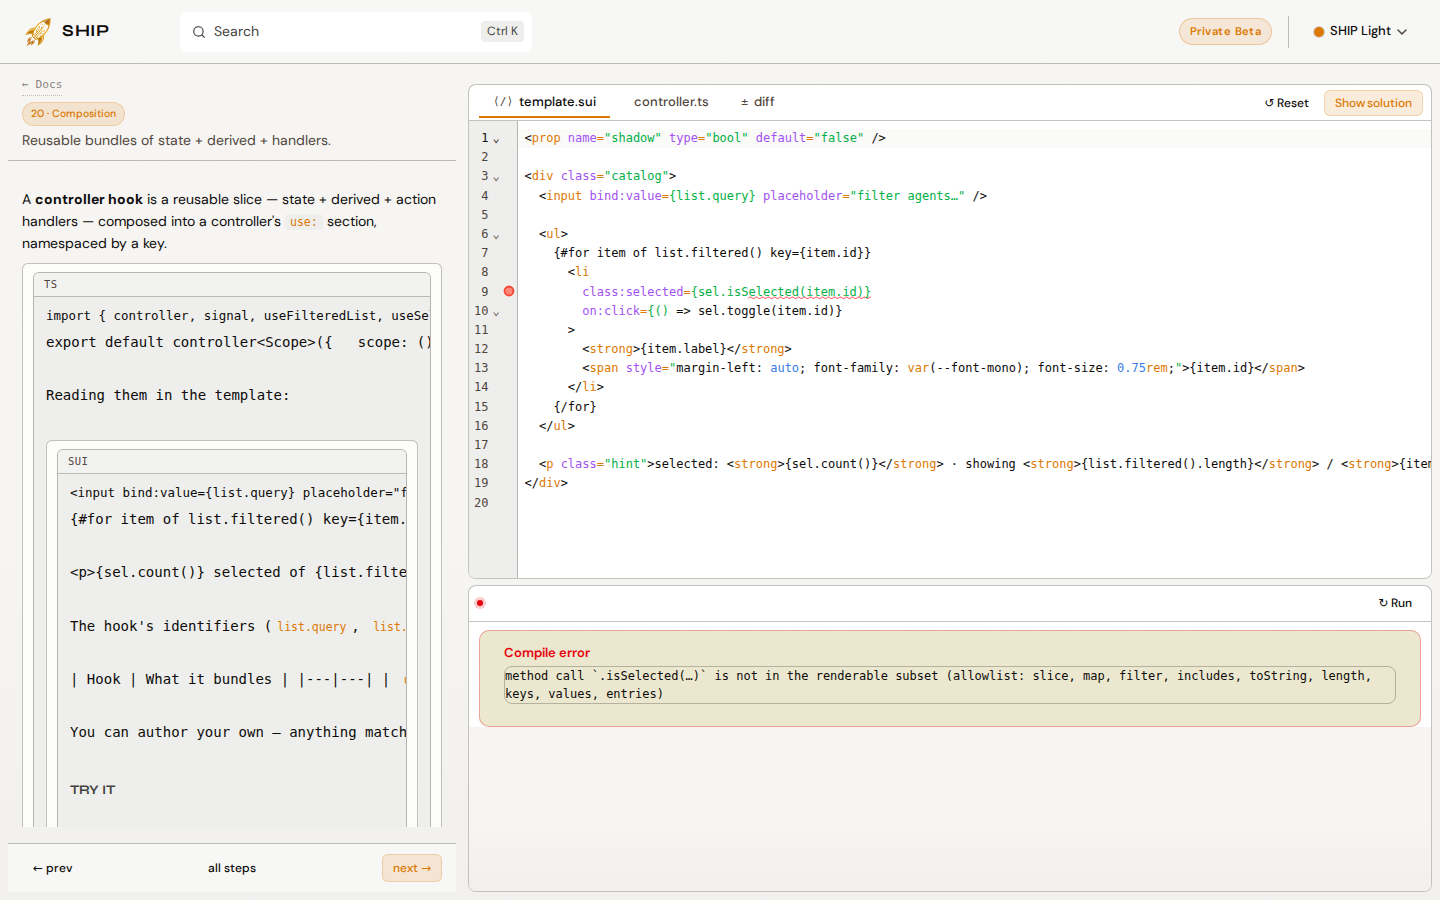 SHIP
Search
Ctrl K
Private Beta
SHIP Light
← Docs
20 · Composition
Reusable bundles of state + derived + handlers.
A controller hook is a reusable slice — state + derived + action
handlers — composed into a controller's use: section,
namespaced by a key.
TS
import { controller, signal, useFilteredList, useSe
export default controller<Scope>({   scope: ()
Reading them in the template:
SUI
<input bind:value={list.query} placeholder="f
{#for item of list.filtered() key={item.
<p>{sel.count()} selected of {list.filte
The hook's identifiers ( list.query , list.
| Hook | What it bundles | |---|---| |
You can author your own — anything match
TRY IT
← prev
all steps
next →
(/) template.sui
controller.ts
± diff
↺ Reset
Show solution
1 <prop name="shadow" type="bool" default="false" />
2
3 <div class="catalog">
4   <input bind:value={list.query} placeholder="filter agents…" />
5
6   <ul>
7     {#for item of list.filtered() key={item.id}}
8       <li
9         class:selected={sel.isSelected(item.id)}
10         on:click={() => sel.toggle(item.id)}
11       >
12         <strong>{item.label}</strong>
13         <span style="margin-left: auto; font-family: var(--font-mono); font-size: 0.75rem;">{item.id}</span>
14       </li>
15     {/for}
16   </ul>
17
18   <p class="hint">selected: <strong>{sel.count()}</strong> · showing <strong>{list.filtered().length}</strong> / <strong>{item
19 </div>
20
↻ Run
Compile error
method call `.isSelected(…)` is not in the renderable subset (allowlist: slice, map, filter, includes, toString, length,
keys, values, entries)